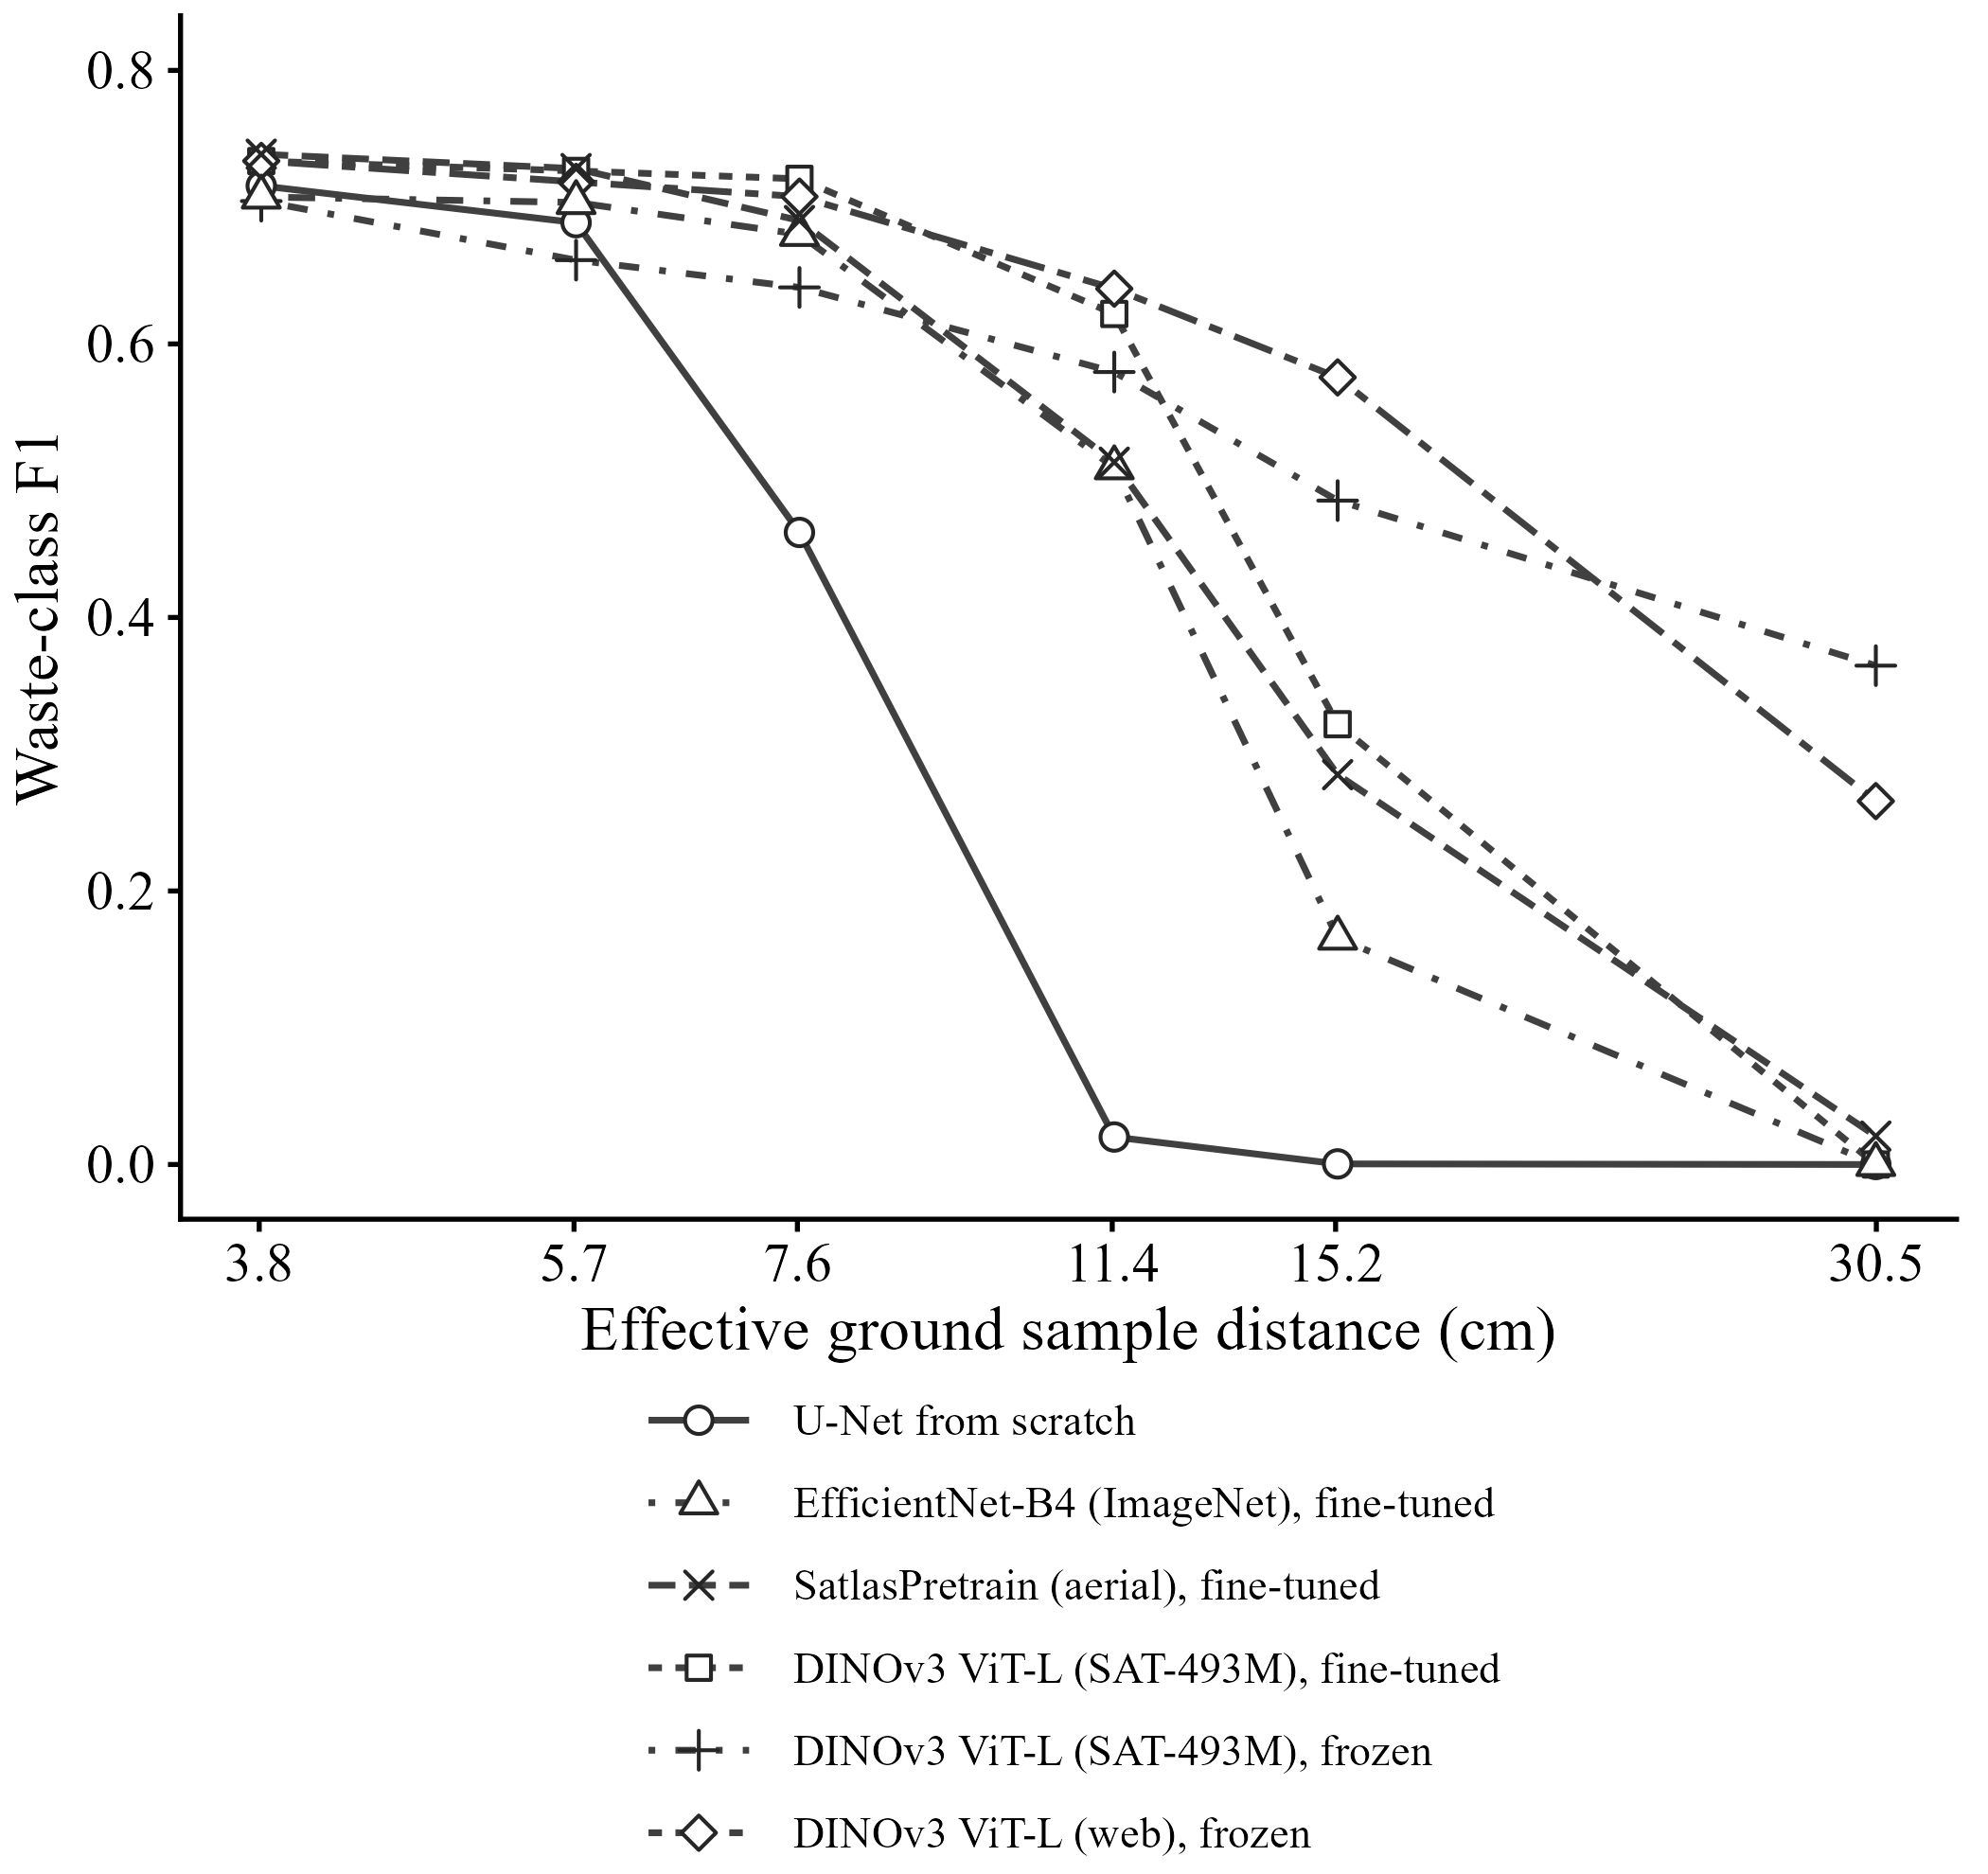 Waste-class F1
0.8
0.6
0.4
0.2
0.0
3.8 5.7 7.6 11.4 15.2 30.5
Effective ground sample distance (cm)
U-Net from scratch
EfficientNet-B4 (ImageNet), fine-tuned
SatlasPretrain (aerial), fine-tuned
DINOv3 ViT-L (SAT-493M), fine-tuned
DINOv3 ViT-L (SAT-493M), frozen
DINOv3 ViT-L (web), frozen